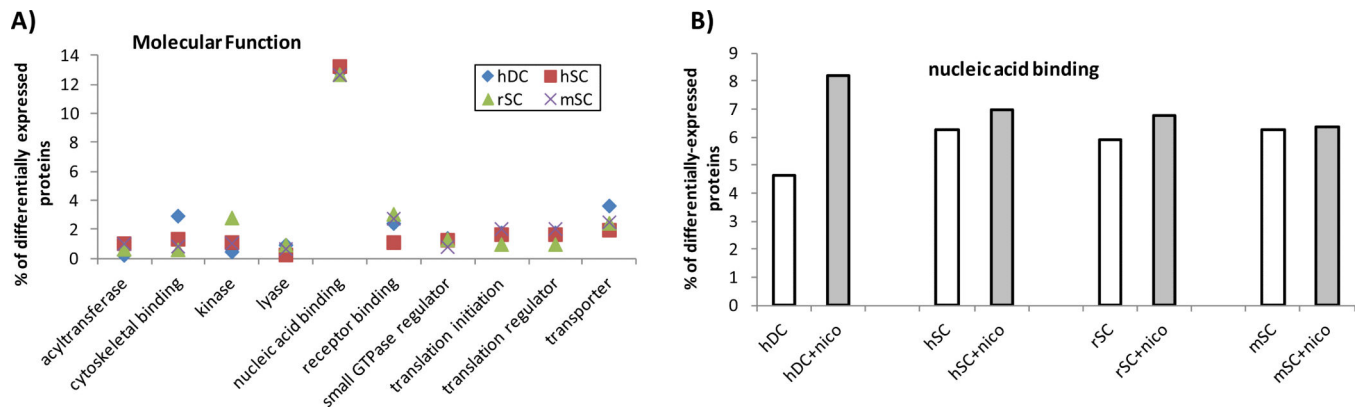 A)
Molecular Function
% of differentially expressed
proteins
14
12
10
8
6
4
2
0
hDC
hSC
rSC
mSC
acyltransferase
cytoskeletal binding
kinase
lyase
nucleic acid binding
receptor binding
small GTPase regulator
translation initiation
translation regulator
transporter
B)
nucleic acid binding
% of differentially-expressed
proteins
9
8
7
6
5
4
3
2
1
0
hDC
hDC+nico
hSC
hSC+nico
rSC
rSC+nico
mSC
mSC+nico